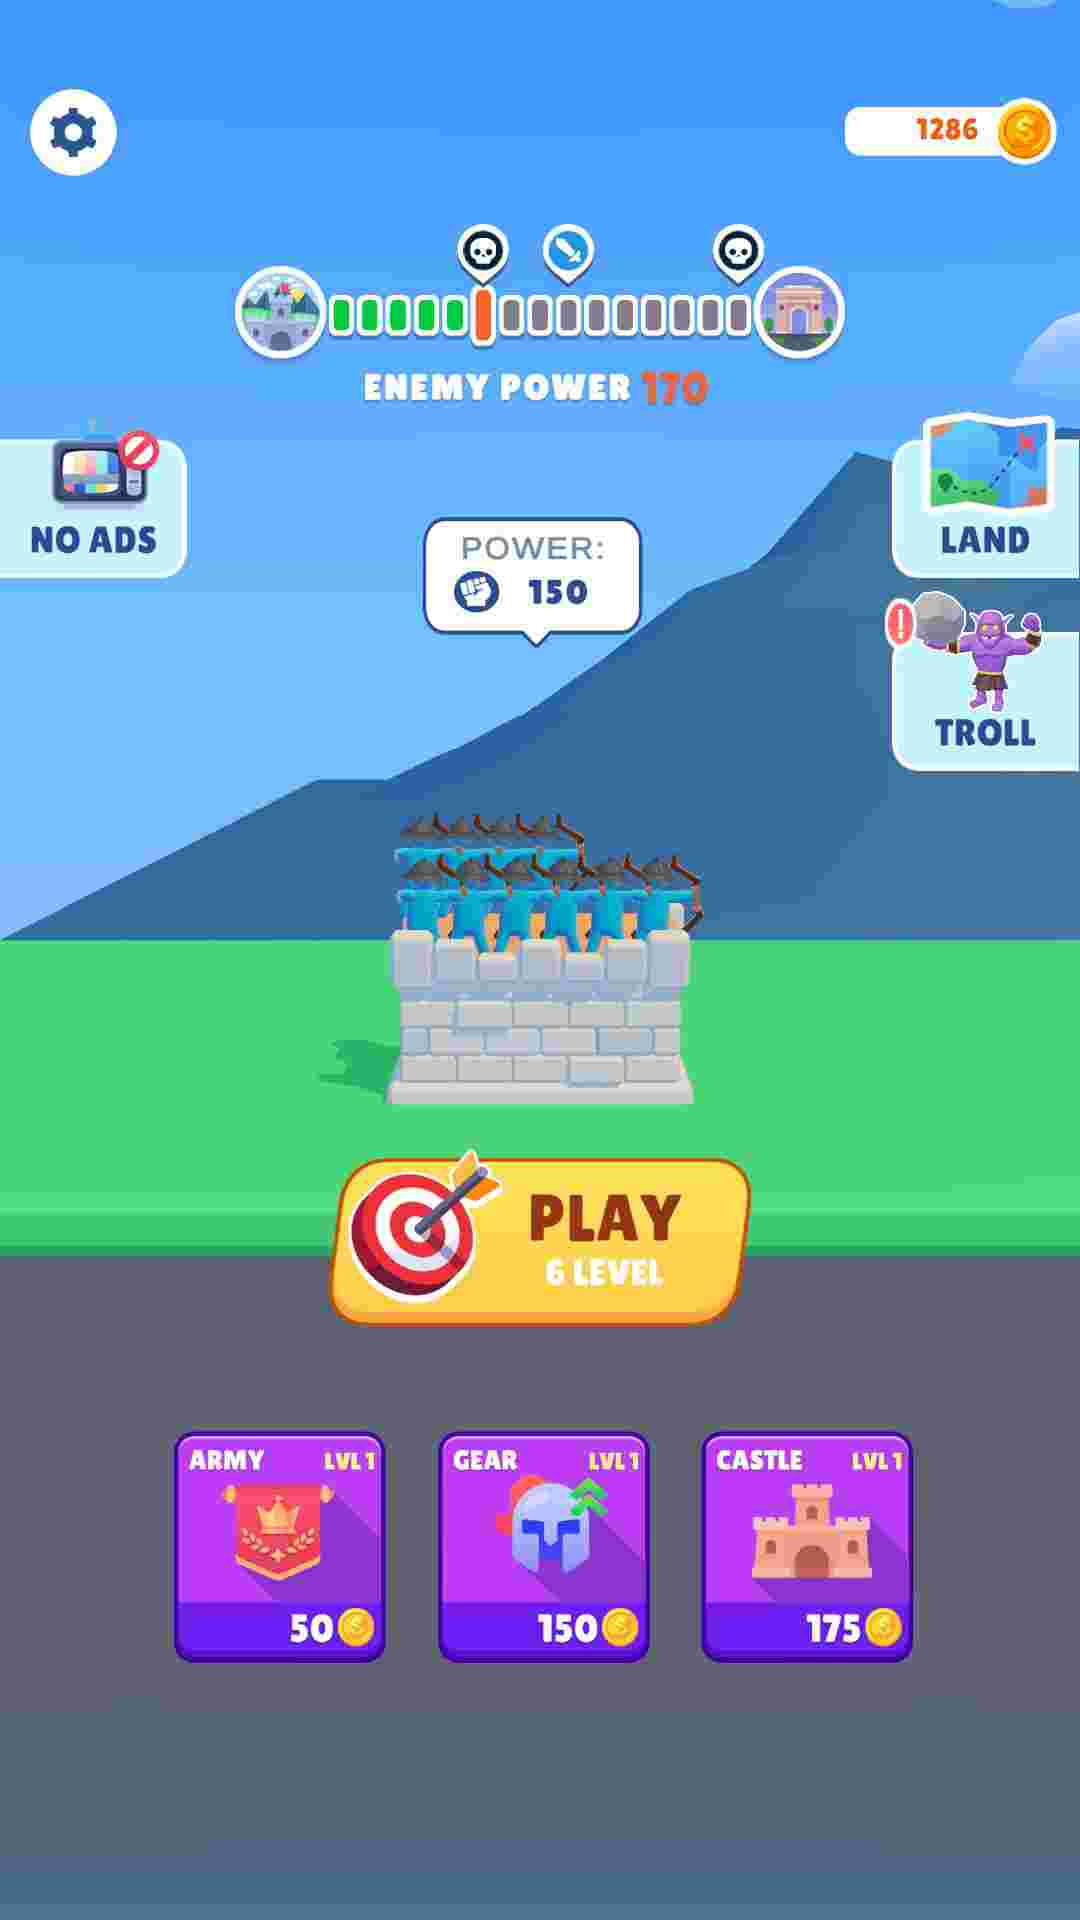 1286
ENEMY POWER 170
NO ADS
LAND
POWER:
150
TROLL
PLAY
6 LEVEL
ARMY LVL 1
50
GEAR LVL 1
150
CASTLE LVL 1
175